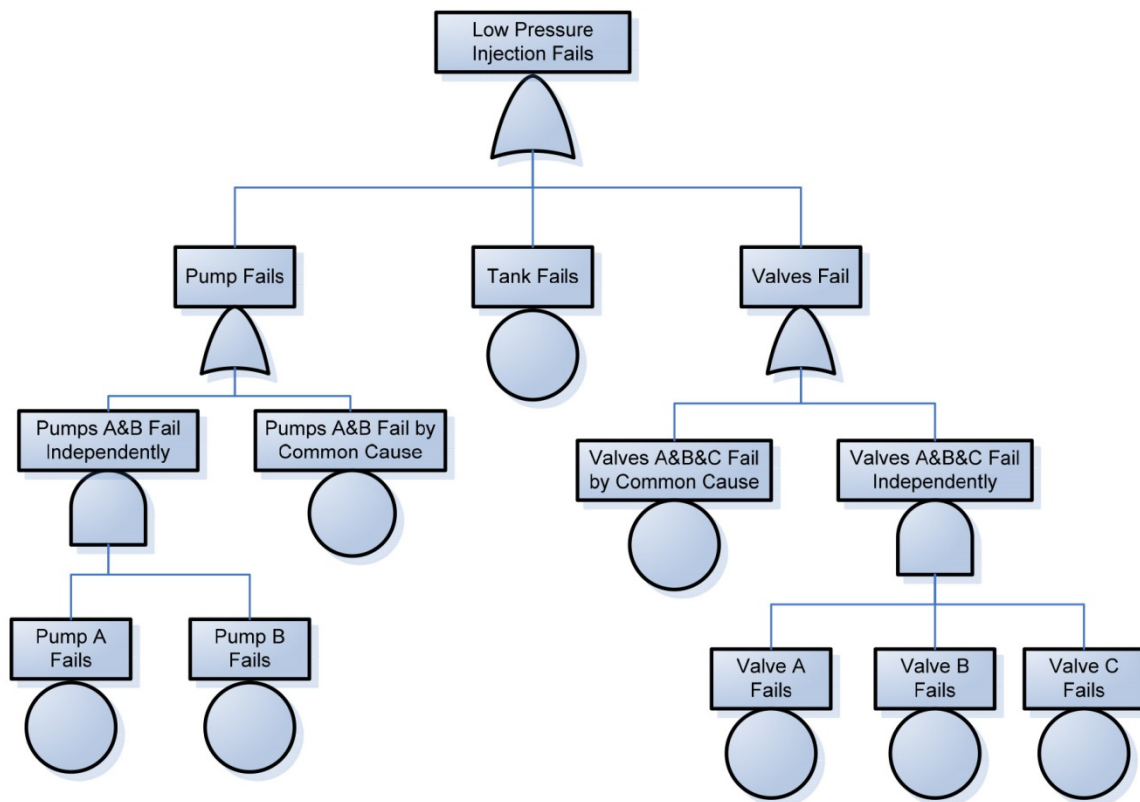 Low Pressure
Injection Fails
Pump Fails
Tank Fails
Valves Fail
Pumps A&B Fail
Independently
Pumps A&B Fail by
Common Cause
Valves A&B&C Fail
by Common Cause
Valves A&B&C Fail
Independently
Pump A
Fails
Pump B
Fails
Valve A
Fails
Valve B
Fails
Valve C
Fails